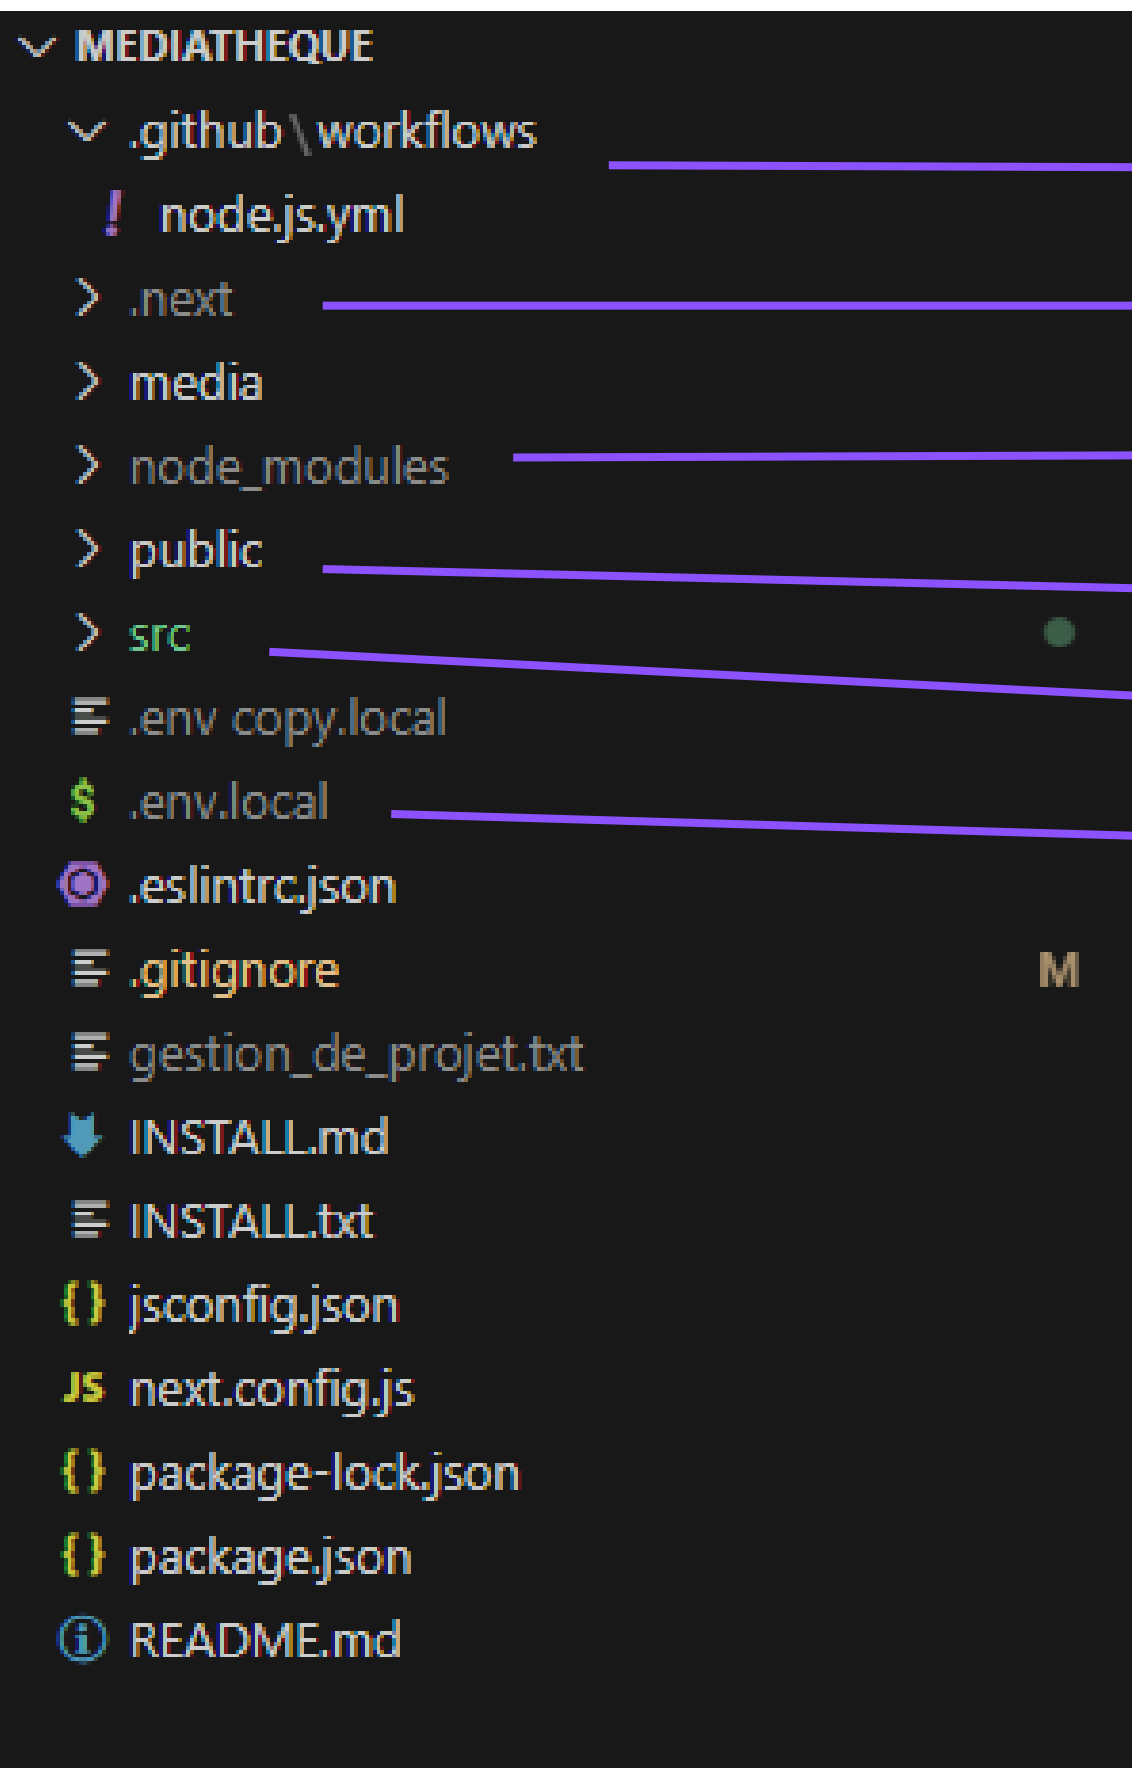 MEDIATHEQUE
.github\workflows
! node.js.yml
.next
media
node_modules
public
src
.env copy.local
$ .env.local
.eslintrc.json
.gitignore M
gestion_de_projet.txt
INSTALL.md
INSTALL.txt
{} jsconfig.json
JS next.config.js
{} package-lock.json
{} package.json
README.md